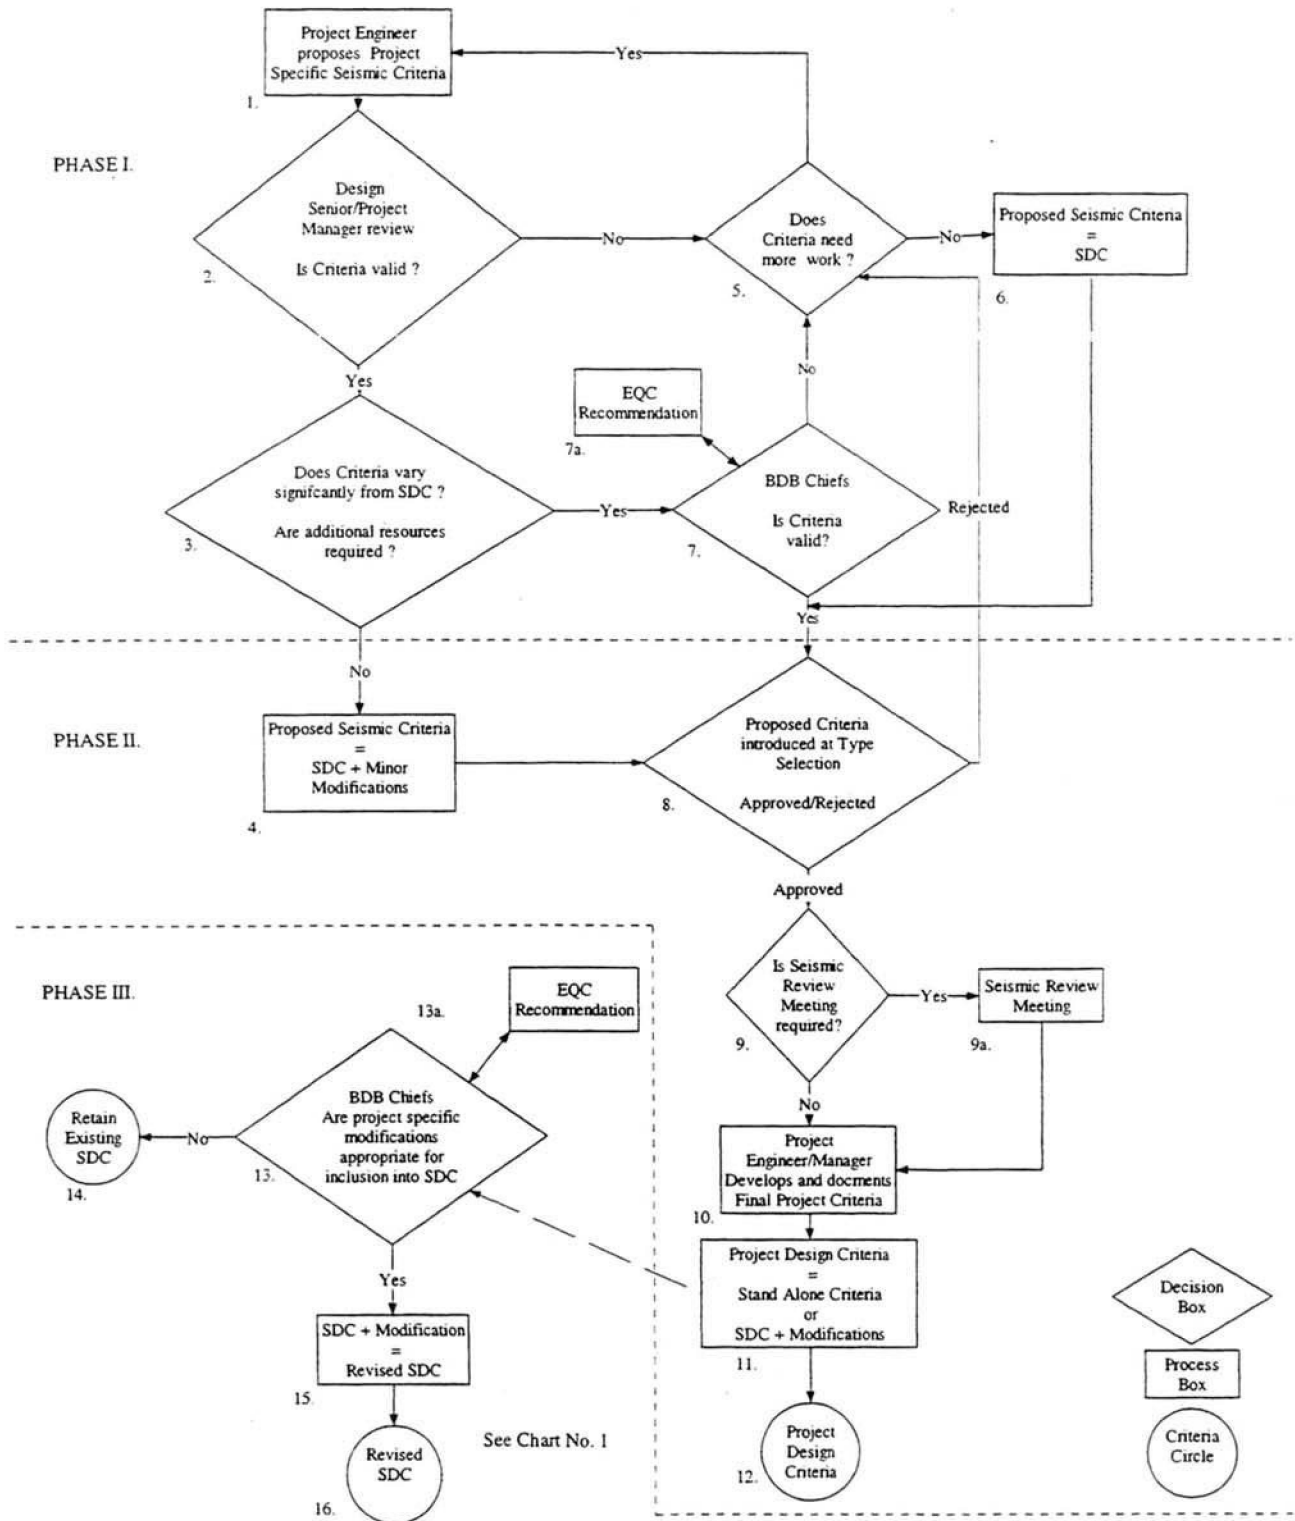 Project Engineer
proposes Project
Specific Seismic Criteria
1.
Yes
PHASE I.
Design
Senior/Project
Manager review
Is Criteria valid ?
2.
No
Does
Criteria need
more work ?
5.
No
Proposed Seismic Criteria
=
SDC
6.
Yes
EQC
Recommendation
7a.
No
Does Criteria vary
signifcantly from SDC ?
Are additional resources
required ?
3.
Yes
BDB Chiefs
Is Criteria
valid?
7.
Rejected
Yes
No
PHASE II.
Proposed Seismic Criteria
=
SDC + Minor
Modifications
4.
Proposed Criteria
introduced at Type
Selection
Approved/Rejected
8.
Approved
Is Seismic
Review
Meeting
required?
9.
Yes
Seismic Review
Meeting
9a.
No
Project
Engineer/Manager
Develops and docments
Final Project Criteria
10.
Project Design Criteria
=
Stand Alone Criteria
or
SDC + Modifications
11.
Project
Design
Criteria
12.
PHASE III.
EQC
Recommendation
13a.
BDB Chiefs
Are project specific
modifications
appropriate for
inclusion into SDC
13.
No
Retain
Existing
SDC
14.
Yes
SDC + Modification
=
Revised SDC
15.
Revised
SDC
16.
See Chart No. 1
Decision
Box
Process
Box
Criteria
Circle